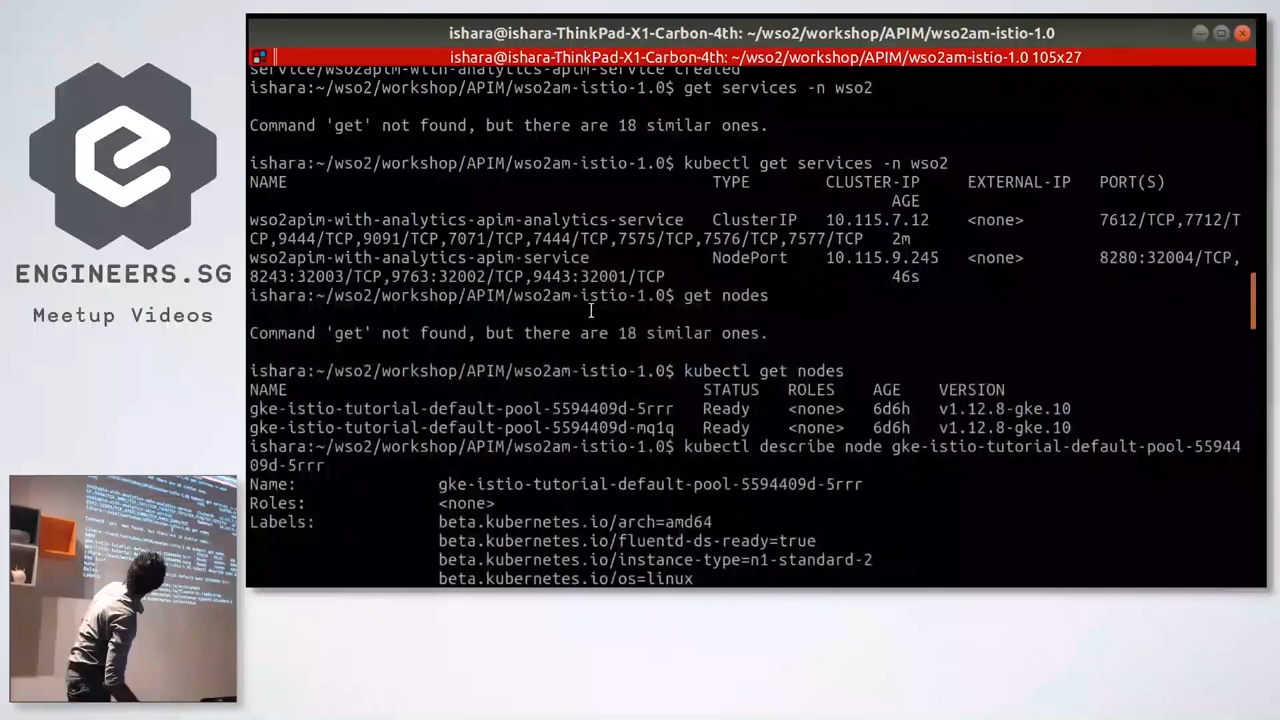 ishara@ishara-ThinkPad-X1-Carbon-4th: ~/wso2/workshop/APIM/wso2am-istio-1.0
ishara@ishara-ThinkPad-X1-Carbon-4th: ~/wso2/workshop/APIM/wso2am-istio-1.0 105x27
service/wso2apim-with-analytics-apim-service created
ishara:~/wso2/workshop/APIM/wso2am-istio-1.0$ get services -n wso2
Command 'get' not found, but there are 18 similar ones.
ishara:~/wso2/workshop/APIM/wso2am-istio-1.0$ kubectl get services -n wso2
NAME TYPE CLUSTER-IP EXTERNAL-IP PORT(S)
AGE
wso2apim-with-analytics-apim-analytics-service ClusterIP 10.115.7.12 <none> 7612/TCP,7712/T
CP,9444/TCP,9091/TCP,7071/TCP,7444/TCP,7575/TCP,7576/TCP,7577/TCP 2m
wso2apim-with-analytics-apim-service NodePort 10.115.9.245 <none> 8280:32004/TCP,
8243:32003/TCP,9763:32002/TCP,9443:32001/TCP 46s
ishara:~/wso2/workshop/APIM/wso2am-istio-1.0$ get nodes
Command 'get' not found, but there are 18 similar ones.
ishara:~/wso2/workshop/APIM/wso2am-istio-1.0$ kubectl get nodes
NAME STATUS ROLES AGE VERSION
gke-istio-tutorial-default-pool-5594409d-5rrr Ready <none> 6d6h v1.12.8-gke.10
gke-istio-tutorial-default-pool-5594409d-mq1q Ready <none> 6d6h v1.12.8-gke.10
ishara:~/wso2/workshop/APIM/wso2am-istio-1.0$ kubectl describe node gke-istio-tutorial-default-pool-55944
09d-5rrr
Name: gke-istio-tutorial-default-pool-5594409d-5rrr
Roles: <none>
Labels: beta.kubernetes.io/arch=amd64
beta.kubernetes.io/fluentd-ds-ready=true
beta.kubernetes.io/instance-type=n1-standard-2
beta.kubernetes.io/os=linux
ENGINEERS.SG
Meetup Videos